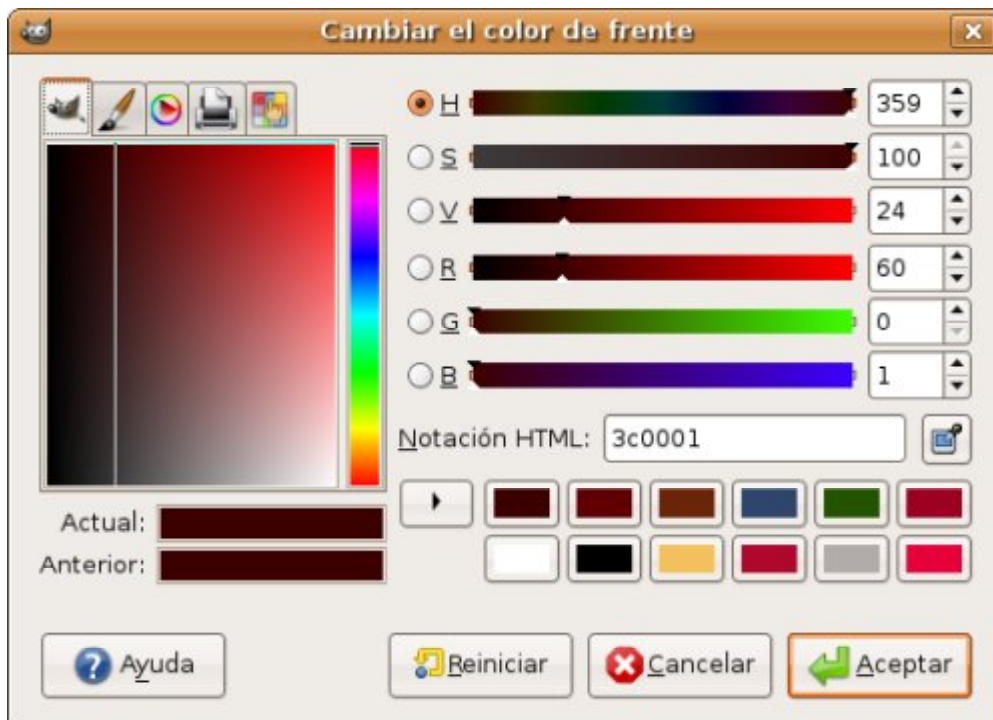 Cambiar el color de frente
H 359
S 100
V 24
R 60
G 0
B 1
Notación HTML: 3c0001
Actual:
Anterior:
Ayuda Reiniciar Cancelar Aceptar